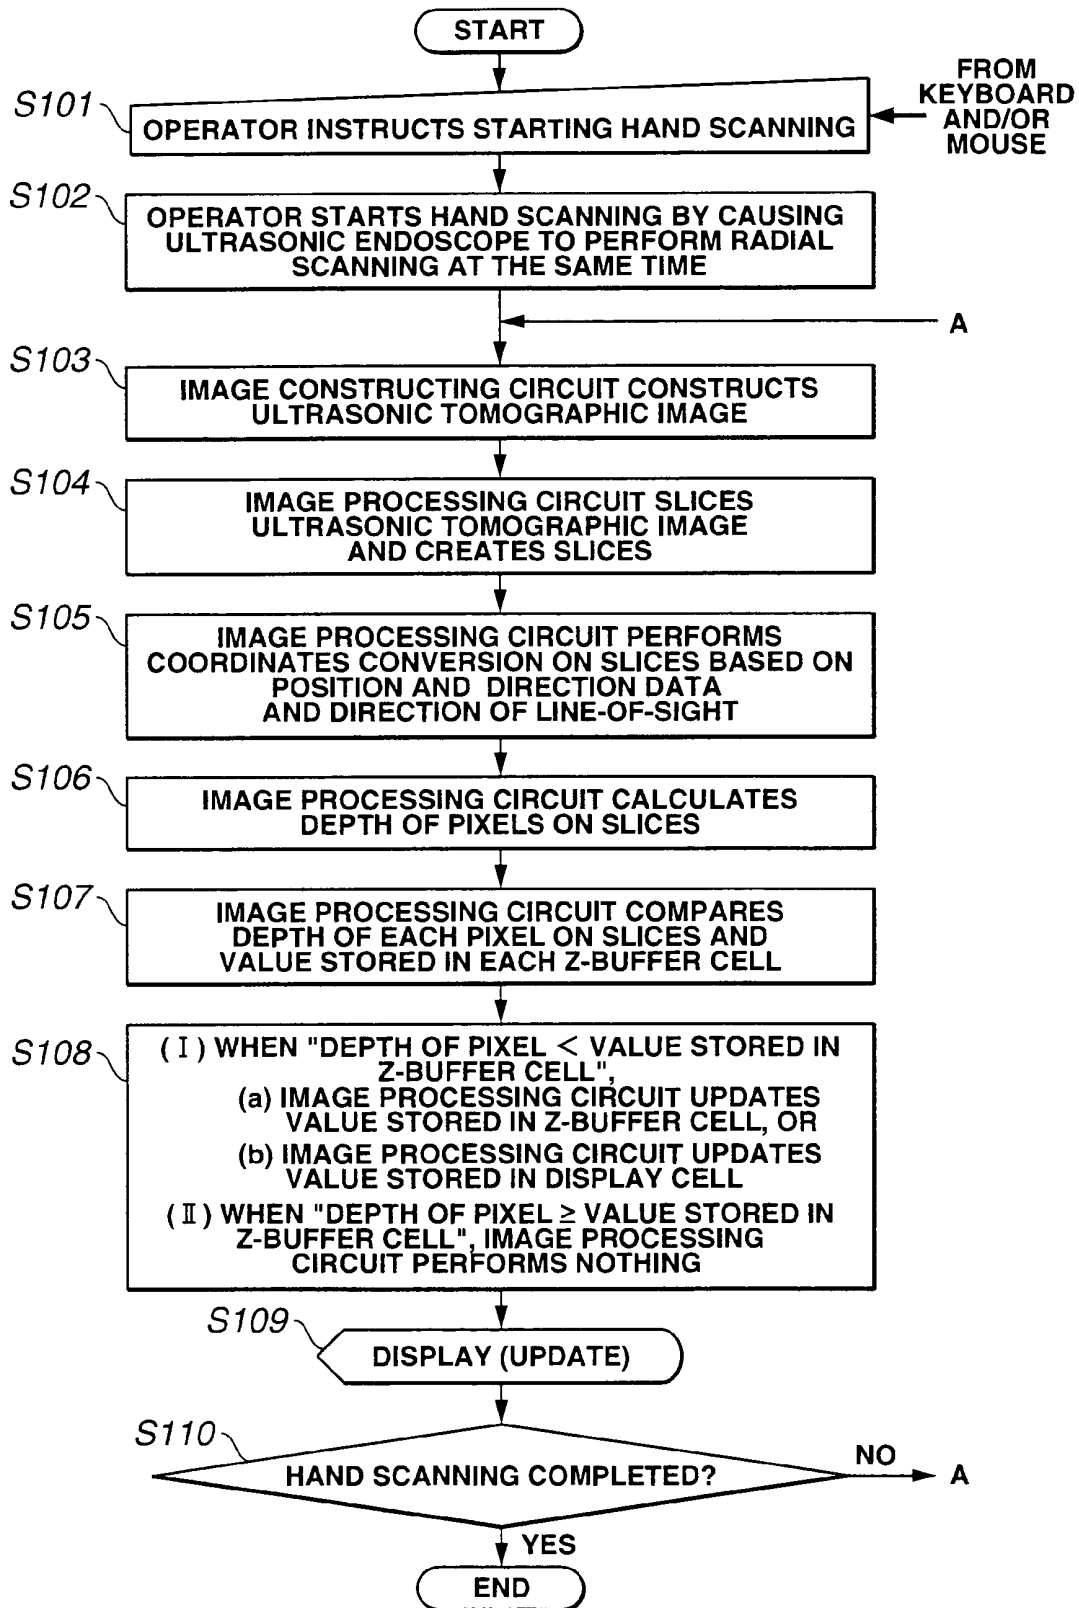 START
S101
OPERATOR INSTRUCTS STARTING HAND SCANNING
FROM
KEYBOARD
AND/OR
MOUSE
S102
OPERATOR STARTS HAND SCANNING BY CAUSING
ULTRASONIC ENDOSCOPE TO PERFORM RADIAL
SCANNING AT THE SAME TIME
A
S103
IMAGE CONSTRUCTING CIRCUIT CONSTRUCTS
ULTRASONIC TOMOGRAPHIC IMAGE
S104
IMAGE PROCESSING CIRCUIT SLICES
ULTRASONIC TOMOGRAPHIC IMAGE
AND CREATES SLICES
S105
IMAGE PROCESSING CIRCUIT PERFORMS
COORDINATES CONVERSION ON SLICES BASED ON
POSITION AND DIRECTION DATA
AND DIRECTION OF LINE-OF-SIGHT
S106
IMAGE PROCESSING CIRCUIT CALCULATES
DEPTH OF PIXELS ON SLICES
S107
IMAGE PROCESSING CIRCUIT COMPARES
DEPTH OF EACH PIXEL ON SLICES AND
VALUE STORED IN EACH Z-BUFFER CELL
S108
(Ⅰ) WHEN "DEPTH OF PIXEL < VALUE STORED IN
Z-BUFFER CELL",
(a) IMAGE PROCESSING CIRCUIT UPDATES
VALUE STORED IN Z-BUFFER CELL, OR
(b) IMAGE PROCESSING CIRCUIT UPDATES
VALUE STORED IN DISPLAY CELL
(Ⅱ) WHEN "DEPTH OF PIXEL ≥ VALUE STORED IN
Z-BUFFER CELL", IMAGE PROCESSING
CIRCUIT PERFORMS NOTHING
S109
DISPLAY (UPDATE)
S110
HAND SCANNING COMPLETED?
NO
A
YES
END